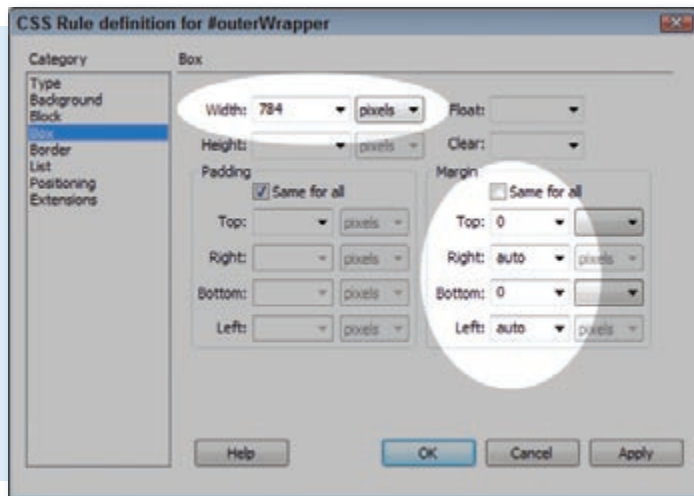 CSS Rule definition for #outerWrapper
Category
Type
Background
Block
Box
Border
List
Positioning
Extensions
Box
Width: 784 pixels Float:
Height: pixels Clear:
Padding
Same for all
Top: pixels
Right: pixels
Bottom: pixels
Left: pixels
Margin
Same for all
Top: 0
Right: auto pixels
Bottom: 0
Left: auto pixels
Help OK Cancel Apply